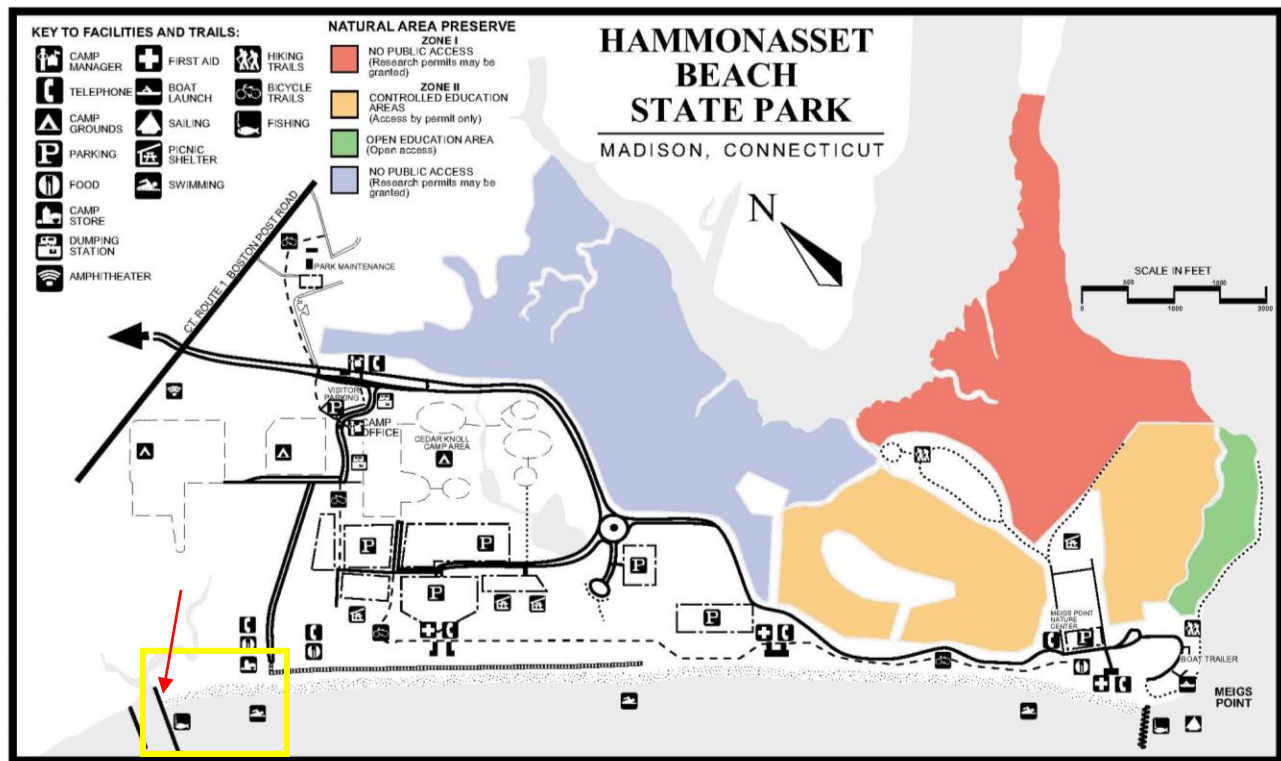 KEY TO FACILITIES AND TRAILS:
CAMP
MANAGER
TELEPHONE
CAMP
GROUNDS
P
PARKING
FOOD
CAMP
STORE
DUMPING
STATION
AMPHITHEATER
FIRST AID
BOAT
LAUNCH
SAILING
PICNIC
SHELTER
SWIMMING
HIKING
TRAILS
BICYCLE
TRAILS
FISHING
NATURAL AREA PRESERVE
ZONE I
NO PUBLIC ACCESS
(Research permits may be
granted)
ZONE II
CONTROLLED EDUCATION
AREAS
(Access by permit only)
OPEN EDUCATION AREA
(Open access)
NO PUBLIC ACCESS
(Research permits may be
granted)
HAMMONASSET
BEACH
STATE PARK
MADISON, CONNECTICUT
N
SCALE IN FEET
500
1500
0
1000
2000
CT. ROUTE 1 BOSTON POST ROAD
PARK MAINTENANCE
VISITOR
PARKING
P
CAMP
OFFICE
CEDAR KNOLL
CAMP AREA
P
P
P
P
P
MEIGS POINT
NATURE
CENTER
P
BOAT TRAILER
MEIGS
POINT